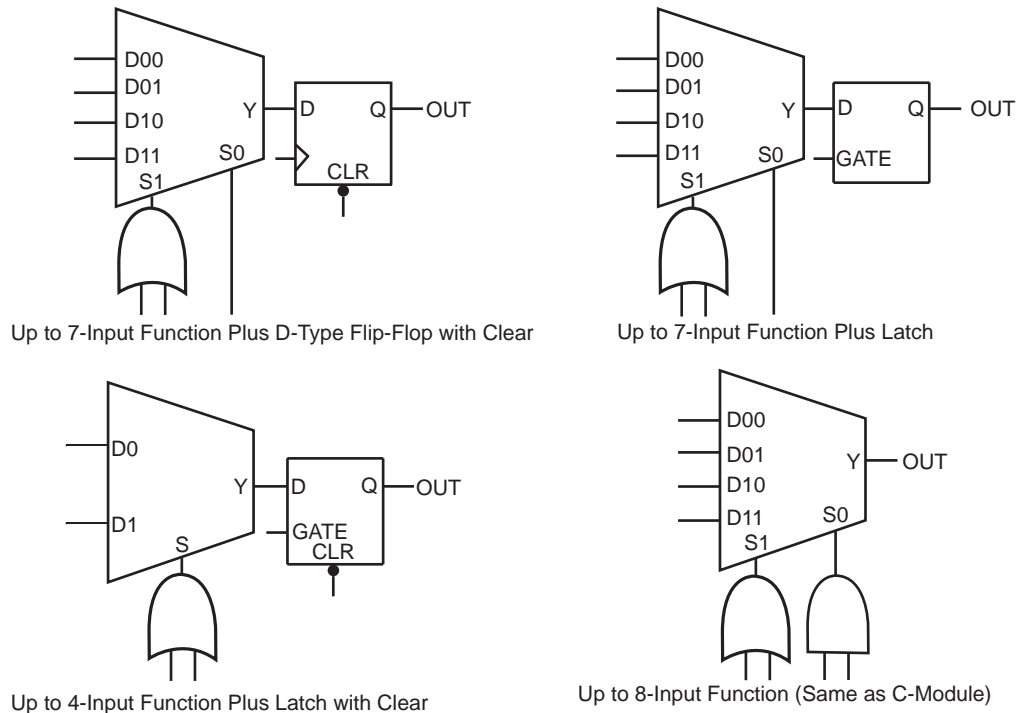 D00
D01
D10
D11
S1
S0
Y
D
Q
OUT
CLR
Up to 7-Input Function Plus D-Type Flip-Flop with Clear
D00
D01
D10
D11
S1
S0
Y
D
Q
OUT
GATE
Up to 7-Input Function Plus Latch
D0
D1
S
Y
D
Q
OUT
GATE
CLR
Up to 4-Input Function Plus Latch with Clear
D00
D01
D10
D11
S1
S0
Y
OUT
Up to 8-Input Function (Same as C-Module)